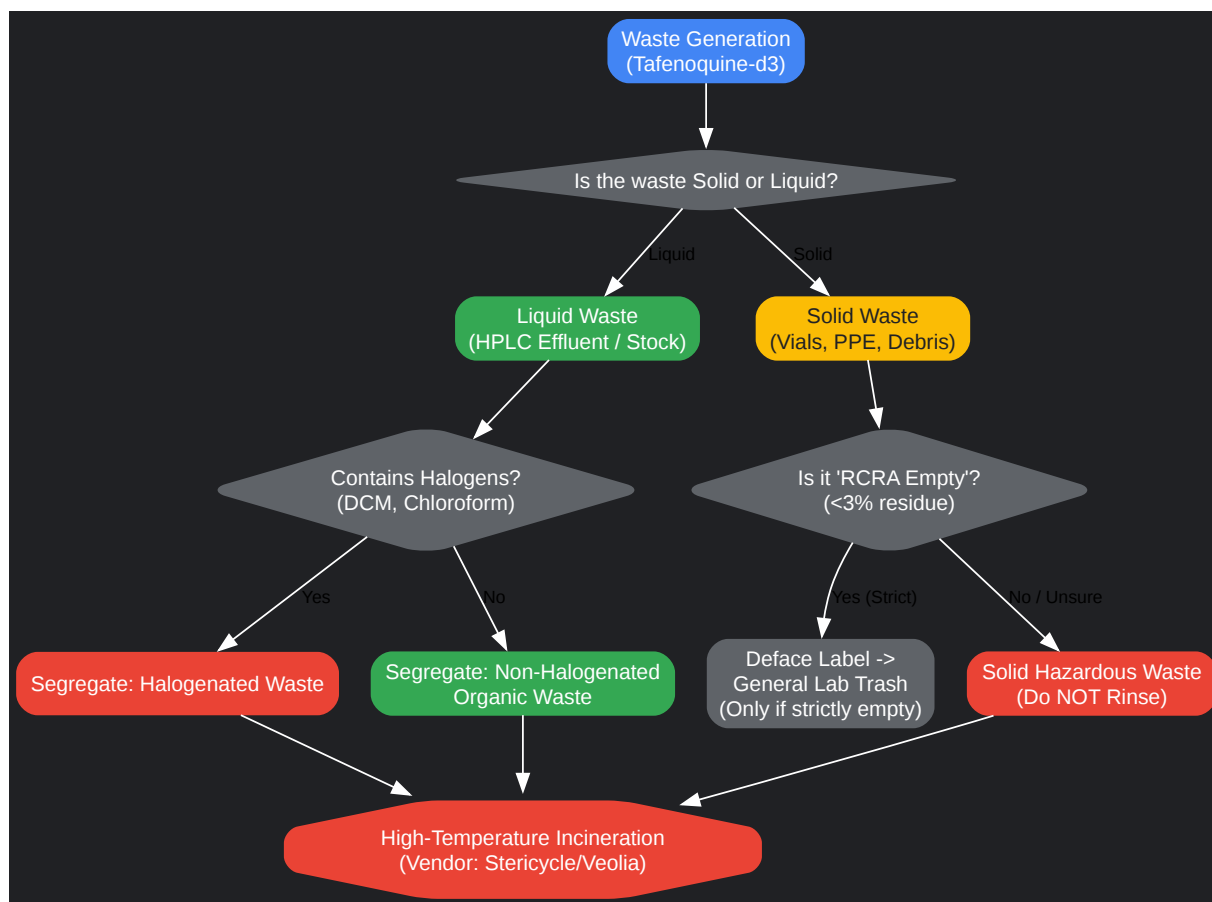 Waste Generation
(Tafenoquine-d3)
Is the waste Solid or Liquid?
Liquid
Solid
Liquid Waste
(HPLC Effluent / Stock)
Solid Waste
(Vials, PPE, Debris)
Contains Halogens?
(DCM, Chloroform)
Is it 'RCRA Empty'?
(<3% residue)
Yes
No
Yes (Strict)
No / Unsure
Segregate: Halogenated Waste
Segregate: Non-Halogenated
Organic Waste
Deface Label ->
General Lab Trash
(Only if strictly empty)
Solid Hazardous Waste
(Do NOT Rinse)
High-Temperature Incineration
(Vendor: Stericycle/Veolia)